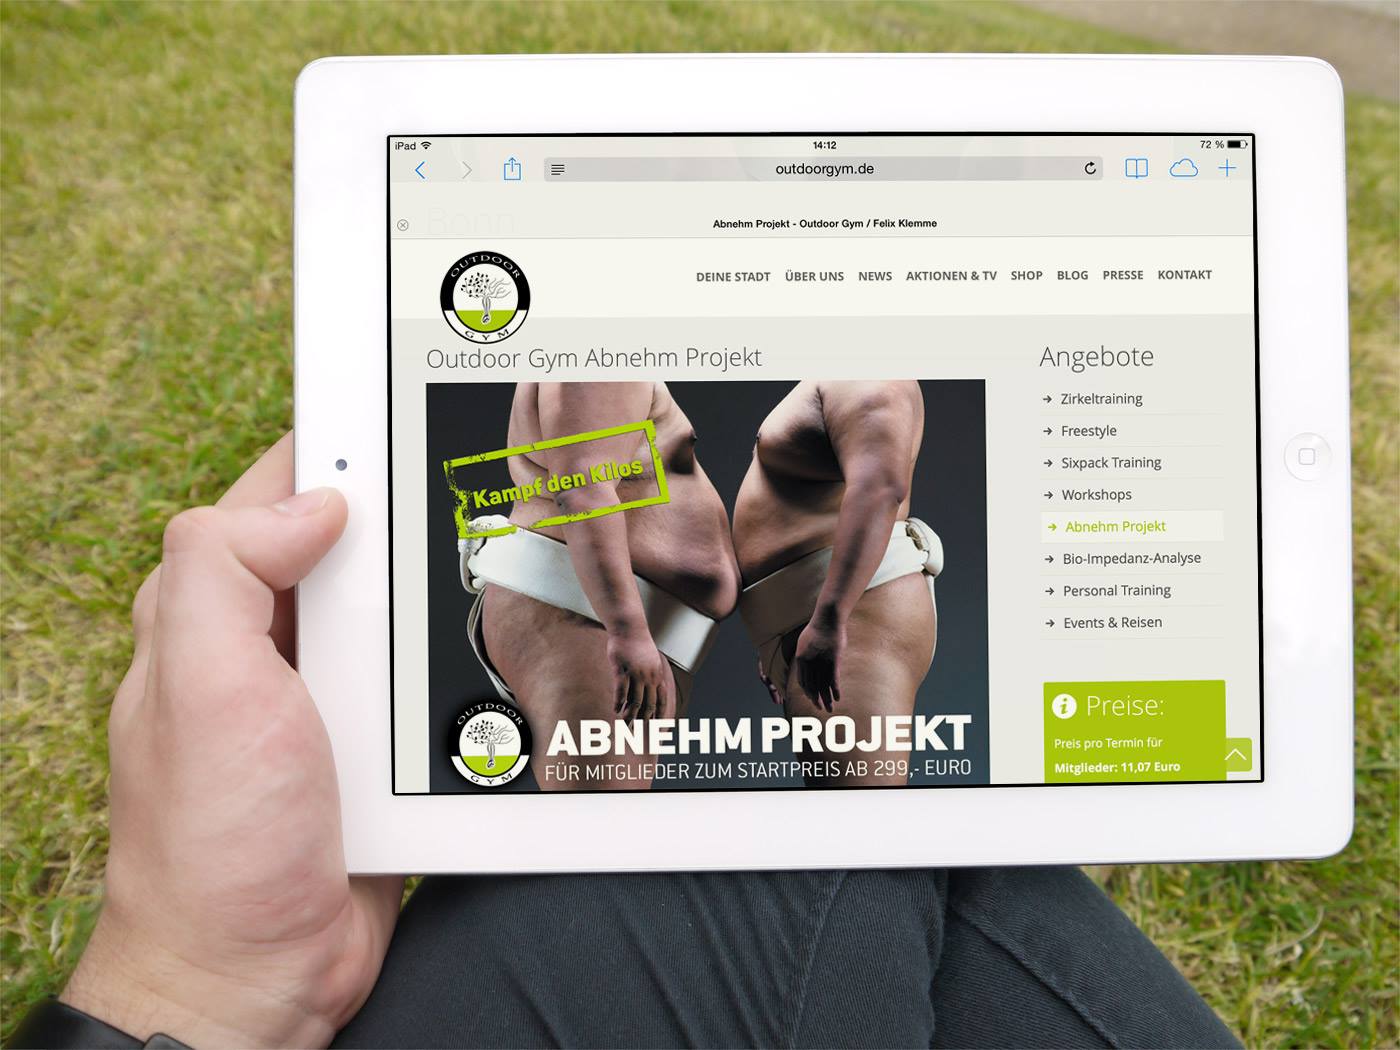 iPad
14:12
72 %
outdoorgym.de
Bonn
Abnehm Projekt - Outdoor Gym / Felix Klemme
OUTDOOR
GYM
DEINE STADT ÜBER UNS NEWS AKTIONEN & TV SHOP BLOG PRESSE KONTAKT
Outdoor Gym Abnehm Projekt
Kampf den Kilos
OUTDOOR
GYM
ABNEHM PROJEKT
FÜR MITGLIEDER ZUM STARTPREIS AB 299,- EURO
Angebote
Zirkeltraining
Freestyle
Sixpack Training
Workshops
Abnehm Projekt
Bio-Impedanz-Analyse
Personal Training
Events & Reisen
i Preise:
Preis pro Termin für
Mitglieder: 11,07 Euro